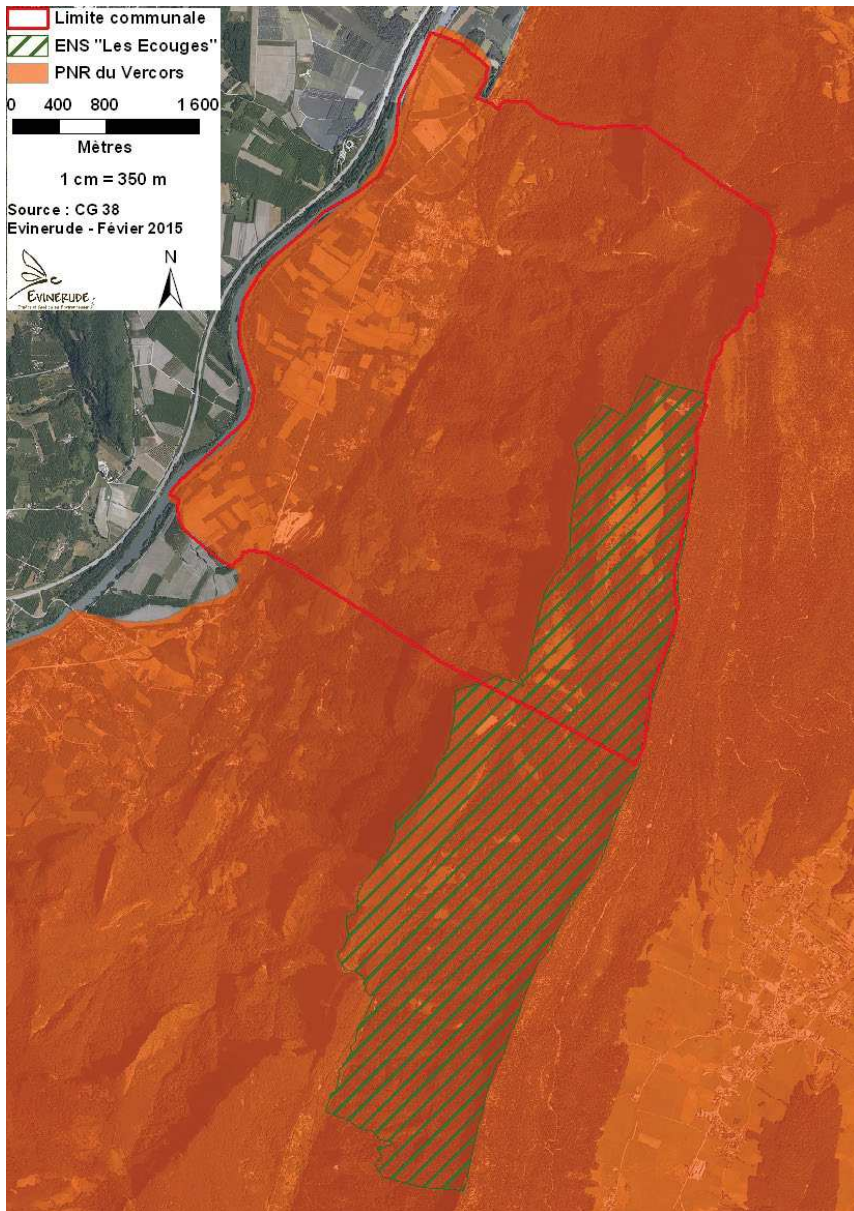 Limite communale
ENS "Les Ecouges"
PNR du Vercors
0 400 800 1 600
Mètres
1 cm = 350 m
Source : CG 38
Evinerude - Févier 2015
N
EVINERUDE